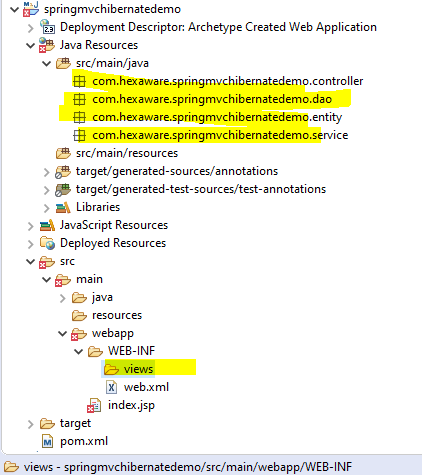 springmvchibernatedemo
Deployment Descriptor: Archetype Created Web Application
Java Resources
src/main/java
com.hexaware.springmvchibernatedemo.controller
com.hexaware.springmvchibernatedemo.dao
com.hexaware.springmvchibernatedemo.entity
com.hexaware.springmvchibernatedemo.service
src/main/resources
target/generated-sources/annotations
target/generated-test-sources/test-annotations
Libraries
JavaScript Resources
Deployed Resources
src
main
java
resources
webapp
WEB-INF
views
web.xml
index.jsp
target
pom.xml
views - springmvchibernatedemo/src/main/webapp/WEB-INF